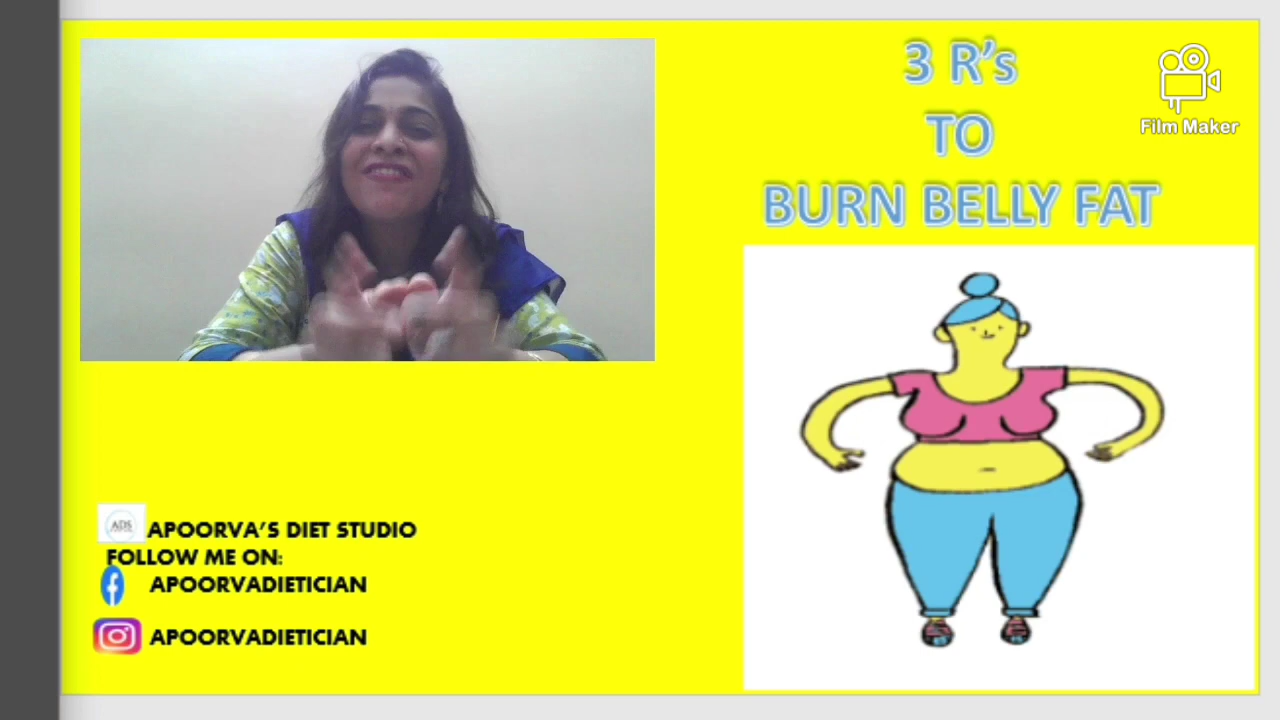 3 R's
TO
BURN BELLY FAT
Film Maker
ADS
APOORVA'S DIET STUDIO
FOLLOW ME ON:
APOORVADIETICIAN
APOORVADIETICIAN